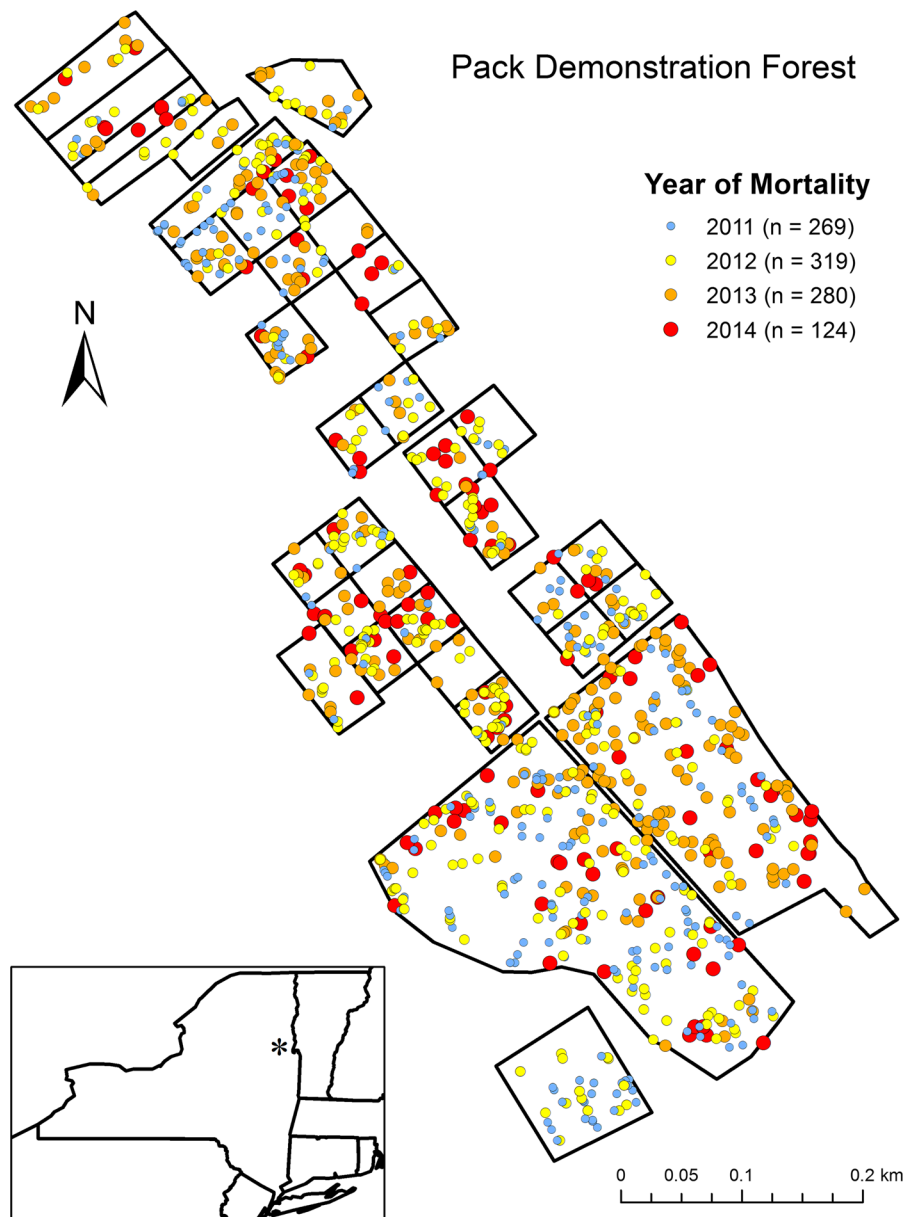 Pack Demonstration Forest
Year of Mortality
2011 (n = 269)
2012 (n = 319)
2013 (n = 280)
2014 (n = 124)
N
*
0 0.05 0.1 0.2 km